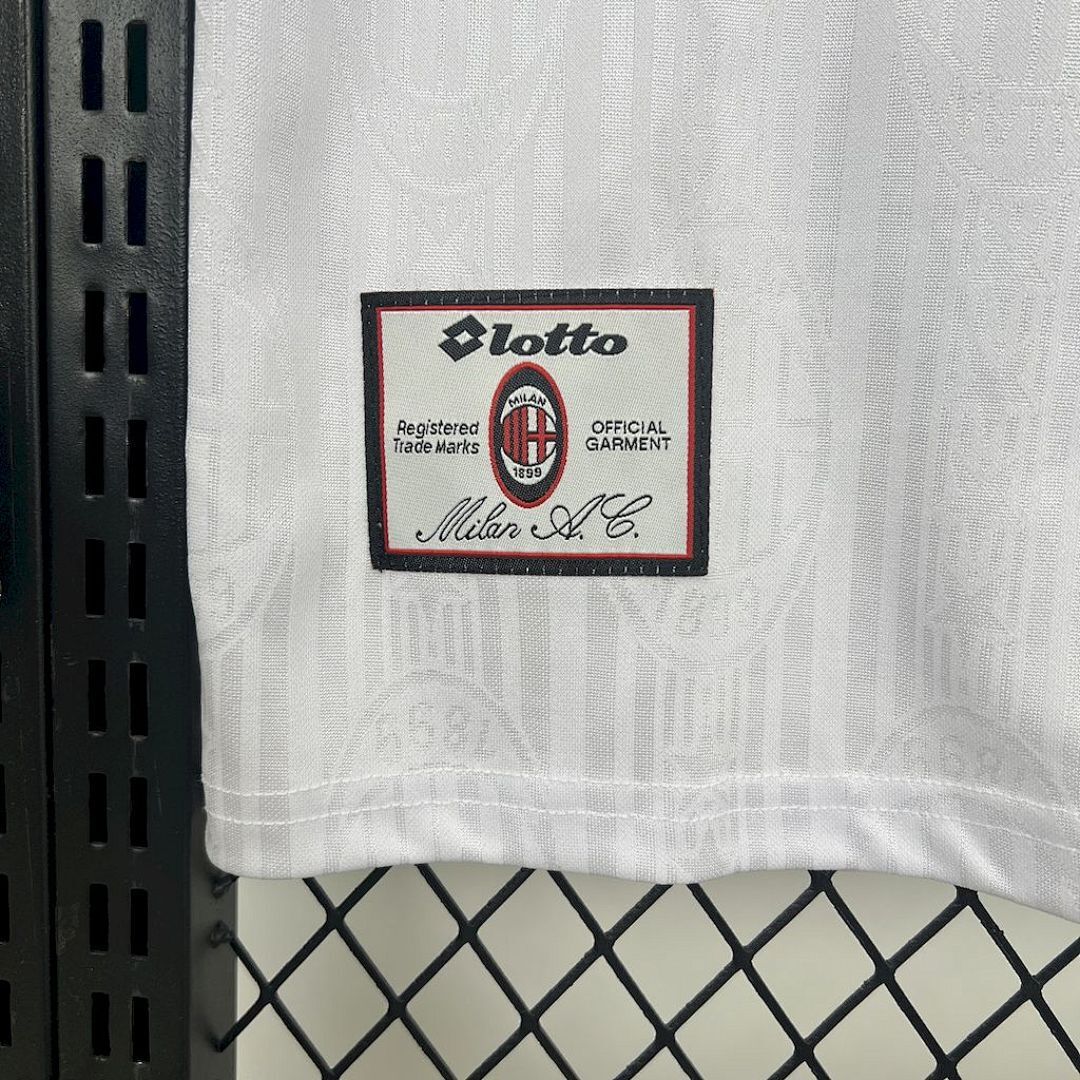 lotto
MILAN
Registered
Trade Marks
OFFICIAL
GARMENT
1899
Milan A.C.